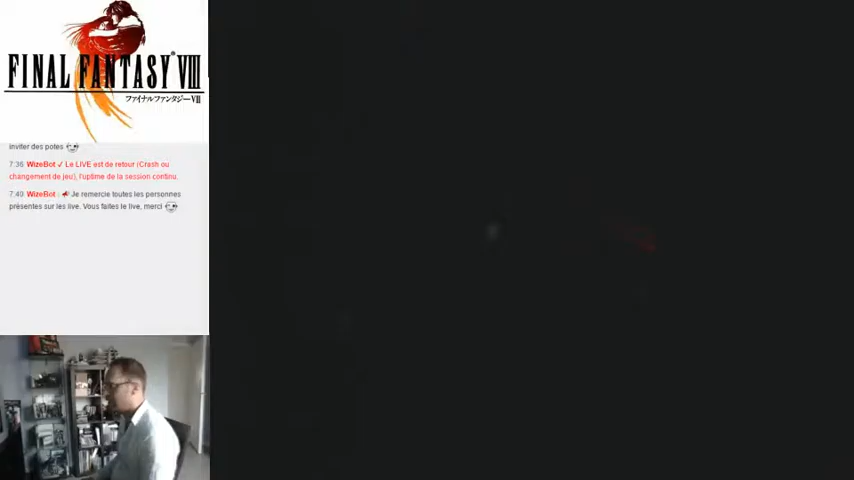 FINAL FANTASY® VIII
ファイナルファンタジーVIII
inviter des potes
7:36 WizeBot ✓ Le LIVE est de retour (Crash ou
changement de jeu), l'uptime de la session continu.
7:49 WizeBot : Je remercie toutes les personnes
présentes sur les live. Vous faites le live, merci